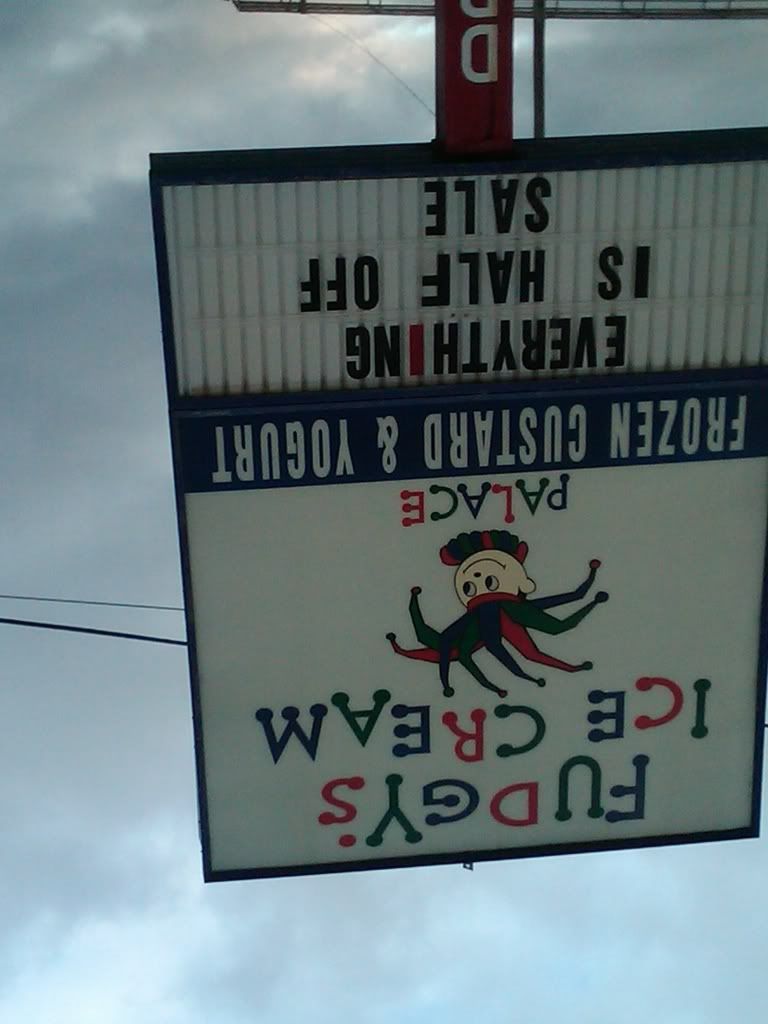 FUDGY'S
ICE CREAM
PALACE
FROZEN CUSTARD & YOGURT
EVERYTHING
IS HALF OFF
SALE